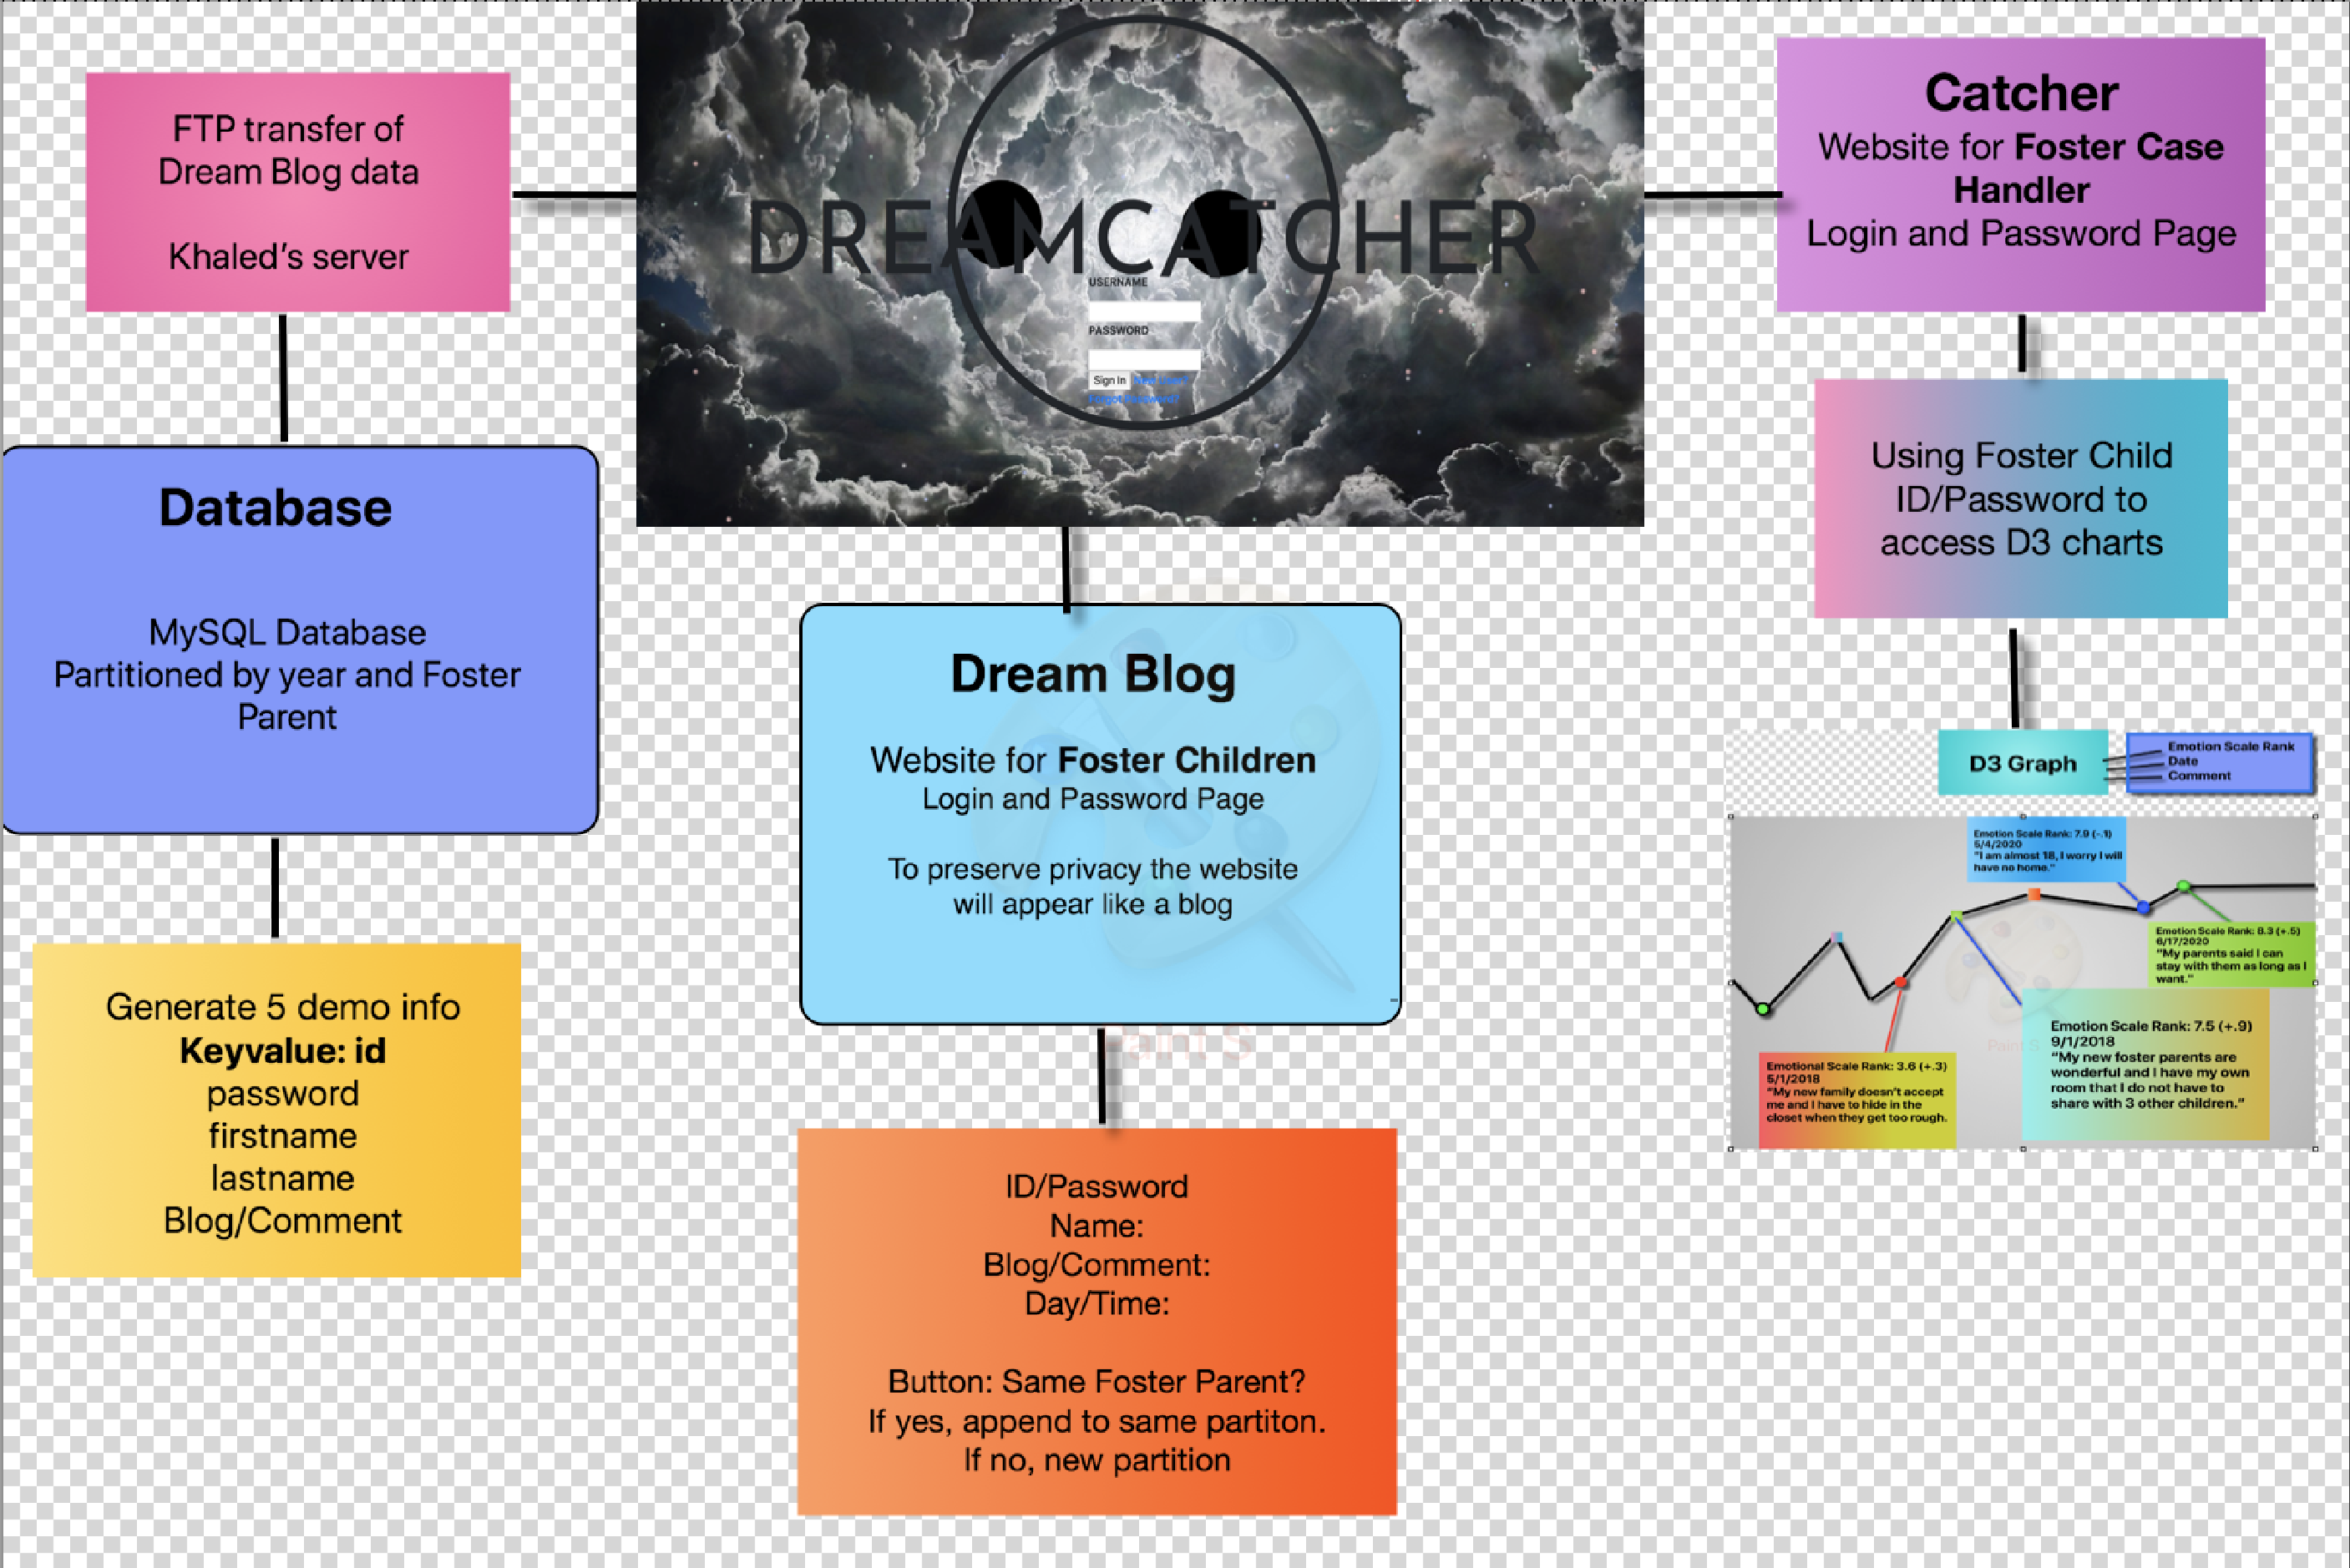 FTP transfer of
Dream Blog data
Khaled's server
DREAMCATCHER
USERNAME
PASSWORD
Sign In New User?
Forgot Password?
Catcher
Website for Foster Case
Handler
Login and Password Page
Using Foster Child
ID/Password to
access D3 charts
Database
MySQL Database
Partitioned by year and Foster
Parent
Dream Blog
Website for Foster Children
Login and Password Page
To preserve privacy the website
will appear like a blog
Paint S
D3 Graph
Emotion Scale Rank
Date
Comment
Emotion Scale Rank: 7.9 (-.1)
5/4/2020
"I am almost 18, I worry I will
have no home."
Emotion Scale Rank: 8.3 (+.5)
6/17/2020
"My parents said I can
stay with them as long as I
want."
Emotion Scale Rank: 7.5 (+.9)
9/1/2018
"My new foster parents are
wonderful and I have my own
room that I do not have to
share with 3 other children."
Paint S
Emotional Scale Rank: 3.6 (+.3)
5/1/2018
"My new family doesn't accept
me and I have to hide in the
closet when they get too rough.
Generate 5 demo info
Keyvalue: id
password
firstname
lastname
Blog/Comment
ID/Password
Name:
Blog/Comment:
Day/Time:
Button: Same Foster Parent?
If yes, append to same partiton.
If no, new partition